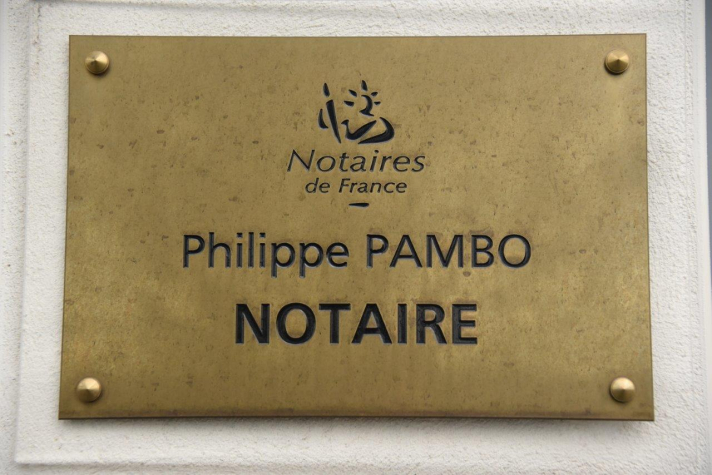 Notaires
de France
Philippe PAMBO
NOTAIRE